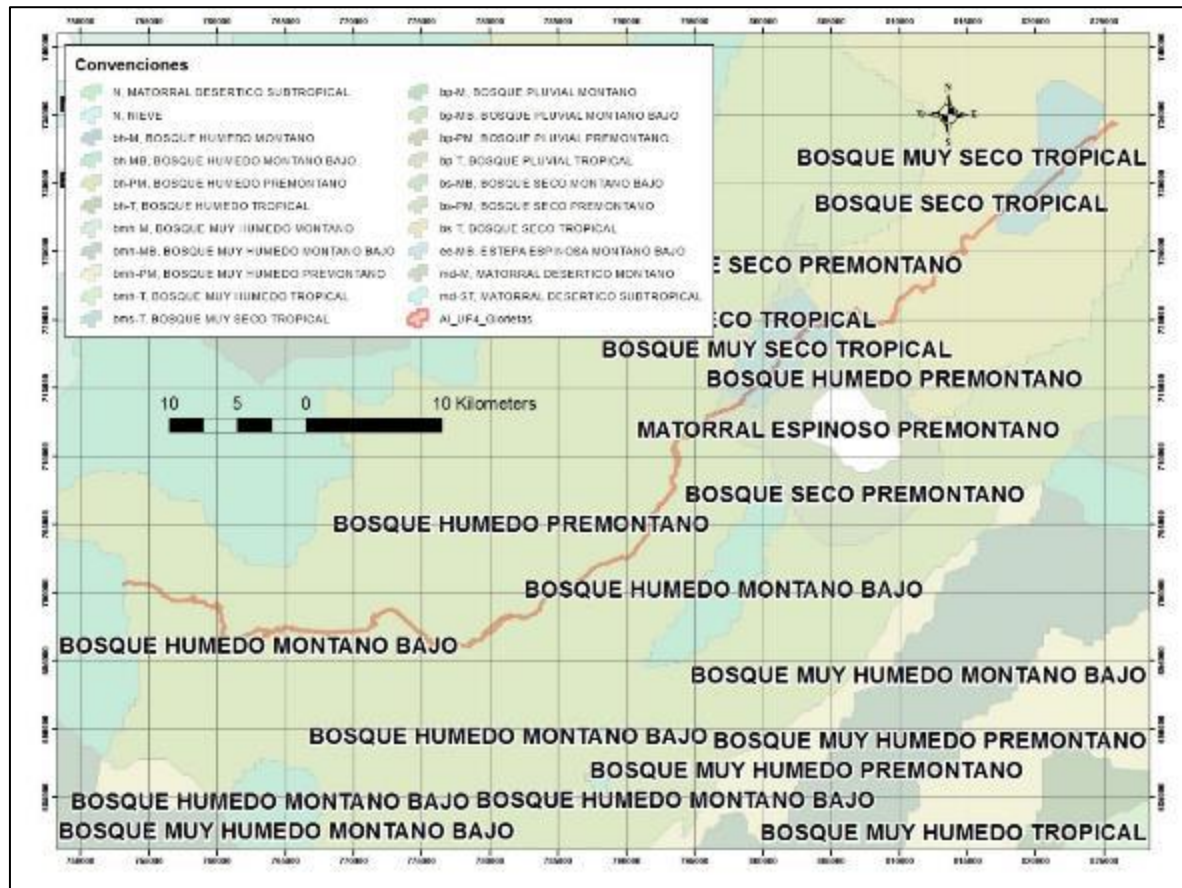 Convenciones
N, MATORRAL DESERTICO SUBTROPICAL
N, NIEVE
bh-M, BOSQUE HUMEDO MONTANO
bh-MB, BOSQUE HUMEDO MONTANO BAJO
bh-PM, BOSQUE HUMEDO PREMONTANO
bh-T, BOSQUE HUMEDO TROPICAL
bmh-M, BOSQUE MUY HUMEDO MONTANO
bmh-MB, BOSQUE MUY HUMEDO MONTANO BAJO
bmh-PM, BOSQUE MUY HUMEDO PREMONTANO
bmh-T, BOSQUE MUY HUMEDO TROPICAL
bms-T, BOSQUE MUY SECO TROPICAL
bp-M, BOSQUE PLUVIAL MONTANO
bp-MB, BOSQUE PLUVIAL MONTANO BAJO
bp-PM, BOSQUE PLUVIAL PREMONTANO
bp T, BOSQUE PLUVIAL TROPICAL
bs-MB, BOSQUE SECO MONTANO BAJO
bs-PM, BOSQUE SECO PREMONTANO
bs T, BOSQUE SECO TROPICAL
ee-MB, ESTEPA ESPINOSA MONTANO BAJO
md-M, MATORRAL DESERTICO MONTANO
md-ST, MATORRAL DESERTICO SUBTROPICAL
AI_UF4_Glorietas
N
S
BOSQUE MUY SECO TROPICAL
BOSQUE SECO TROPICAL
E SECO PREMONTANO
ECO TROPICAL
BOSQUE MUY SECO TROPICAL
BOSQUE HUMEDO PREMONTANO
10 5 0 10 Kilometers
MATORRAL ESPINOSO PREMONTANO
BOSQUE SECO PREMONTANO
BOSQUE HUMEDO PREMONTANO
BOSQUE HUMEDO MONTANO BAJO
BOSQUE HUMEDO MONTANO BAJO
BOSQUE MUY HUMEDO MONTANO BAJO
BOSQUE HUMEDO MONTANO BAJO
BOSQUE MUY HUMEDO PREMONTANO
BOSQUE MUY HUMEDO PREMONTANO
BOSQUE HUMEDO MONTANO BAJO
BOSQUE HUMEDO MONTANO BAJO
BOSQUE MUY HUMEDO MONTANO BAJO
BOSQUE MUY HUMEDO TROPICAL